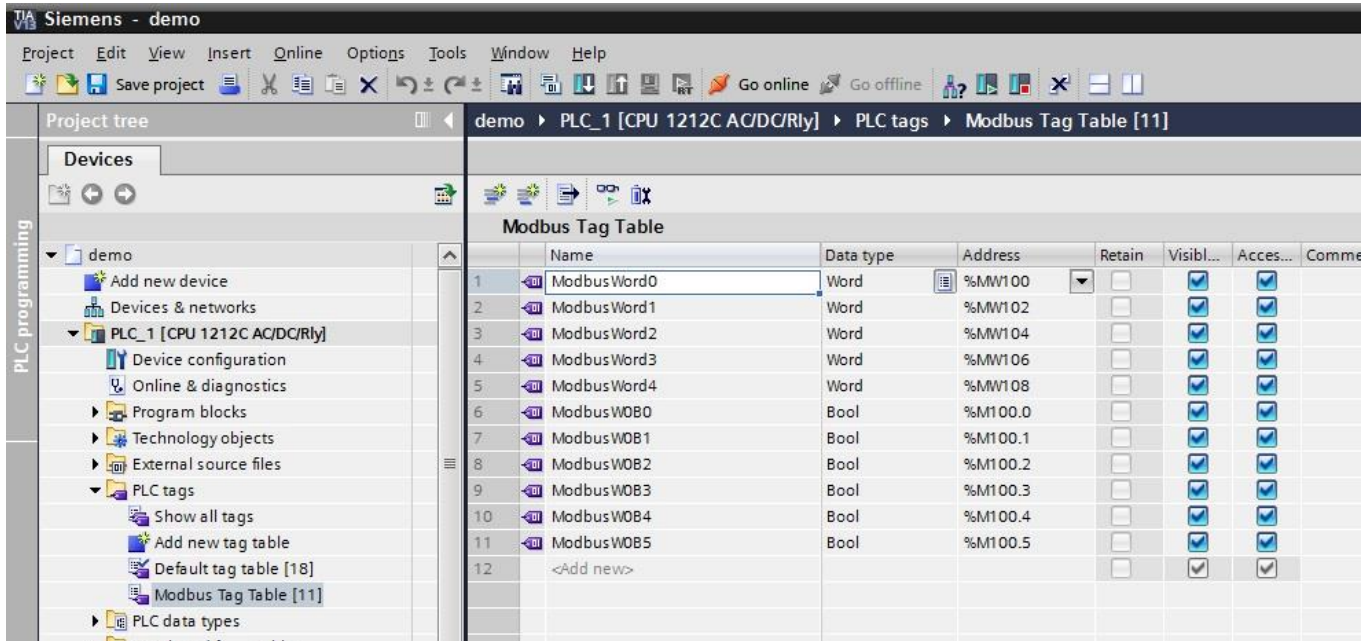 TIA V13 Siemens - demo
Project Edit View Insert Online Options Tools Window Help
Save project Go online Go offline
Project tree
demo PLC_1 [CPU 1212C AC/DC/Rly] PLC tags Modbus Tag Table [11]
Devices
PLC programming
demo
Add new device
Devices & networks
PLC_1 [CPU 1212C AC/DC/Rly]
Device configuration
Online & diagnostics
Program blocks
Technology objects
External source files
PLC tags
Show all tags
Add new tag table
Default tag table [18]
Modbus Tag Table [11]
PLC data types
Modbus Tag Table
Name Data type Address Retain Visibl... Acces... Comme
1 ModbusWord0 Word %MW100
2 ModbusWord1 Word %MW102
3 ModbusWord2 Word %MW104
4 ModbusWord3 Word %MW106
5 ModbusWord4 Word %MW108
6 ModbusW0B0 Bool %M100.0
7 ModbusW0B1 Bool %M100.1
8 ModbusW0B2 Bool %M100.2
9 ModbusW0B3 Bool %M100.3
10 ModbusW0B4 Bool %M100.4
11 ModbusW0B5 Bool %M100.5
12 <Add new>